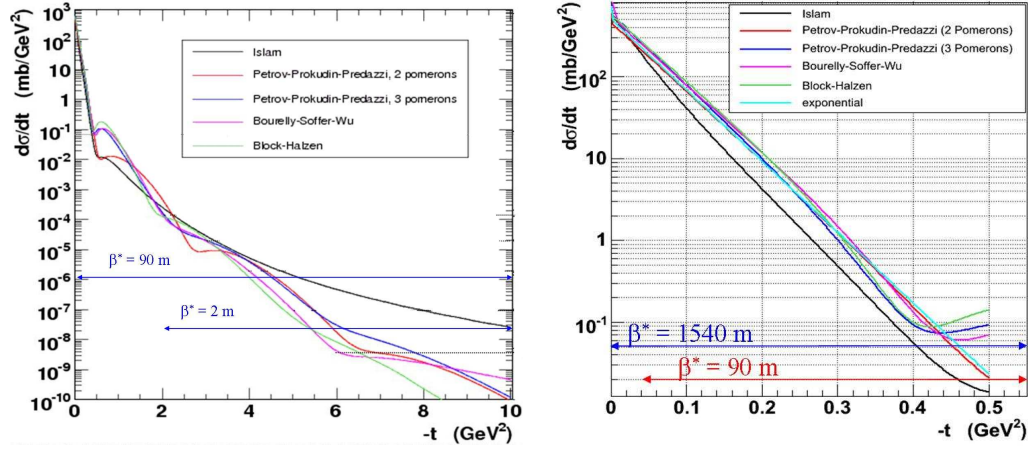 dσ/dt (mb/GeV²)
10³
10²
10
1
10⁻¹
10⁻²
10⁻³
10⁻⁴
10⁻⁵
10⁻⁶
10⁻⁷
10⁻⁸
10⁻⁹
10⁻¹⁰
Islam
Petrov-Prokudin-Predazzi, 2 pomerons
Petrov-Prokudin-Predazzi, 3 pomerons
Bourelly-Soffer-Wu
Block-Halzen
β* = 90 m
β* = 2 m
0 2 4 6 8 10
-t (GeV²)
dσ/dt (mb/GeV²)
10²
10
1
10⁻¹
Islam
Petrov-Prokudin-Predazzi (2 Pomerons)
Petrov-Prokudin-Predazzi (3 Pomerons)
Bourelly-Soffer-Wu
Block-Halzen
exponential
β* = 1540 m
β* = 90 m
0 0.1 0.2 0.3 0.4 0.5
-t (GeV²)